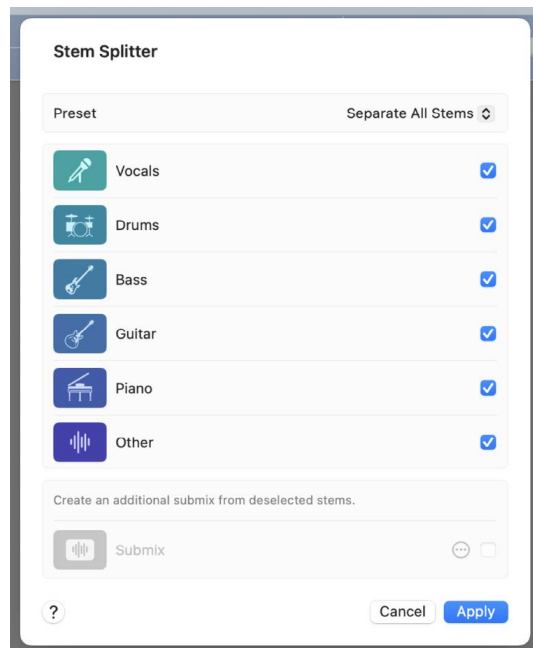 Stem Splitter
Preset Separate All Stems
Vocals
Drums
Bass
Guitar
Piano
Other
Create an additional submix from deselected stems.
Submix
? Cancel Apply